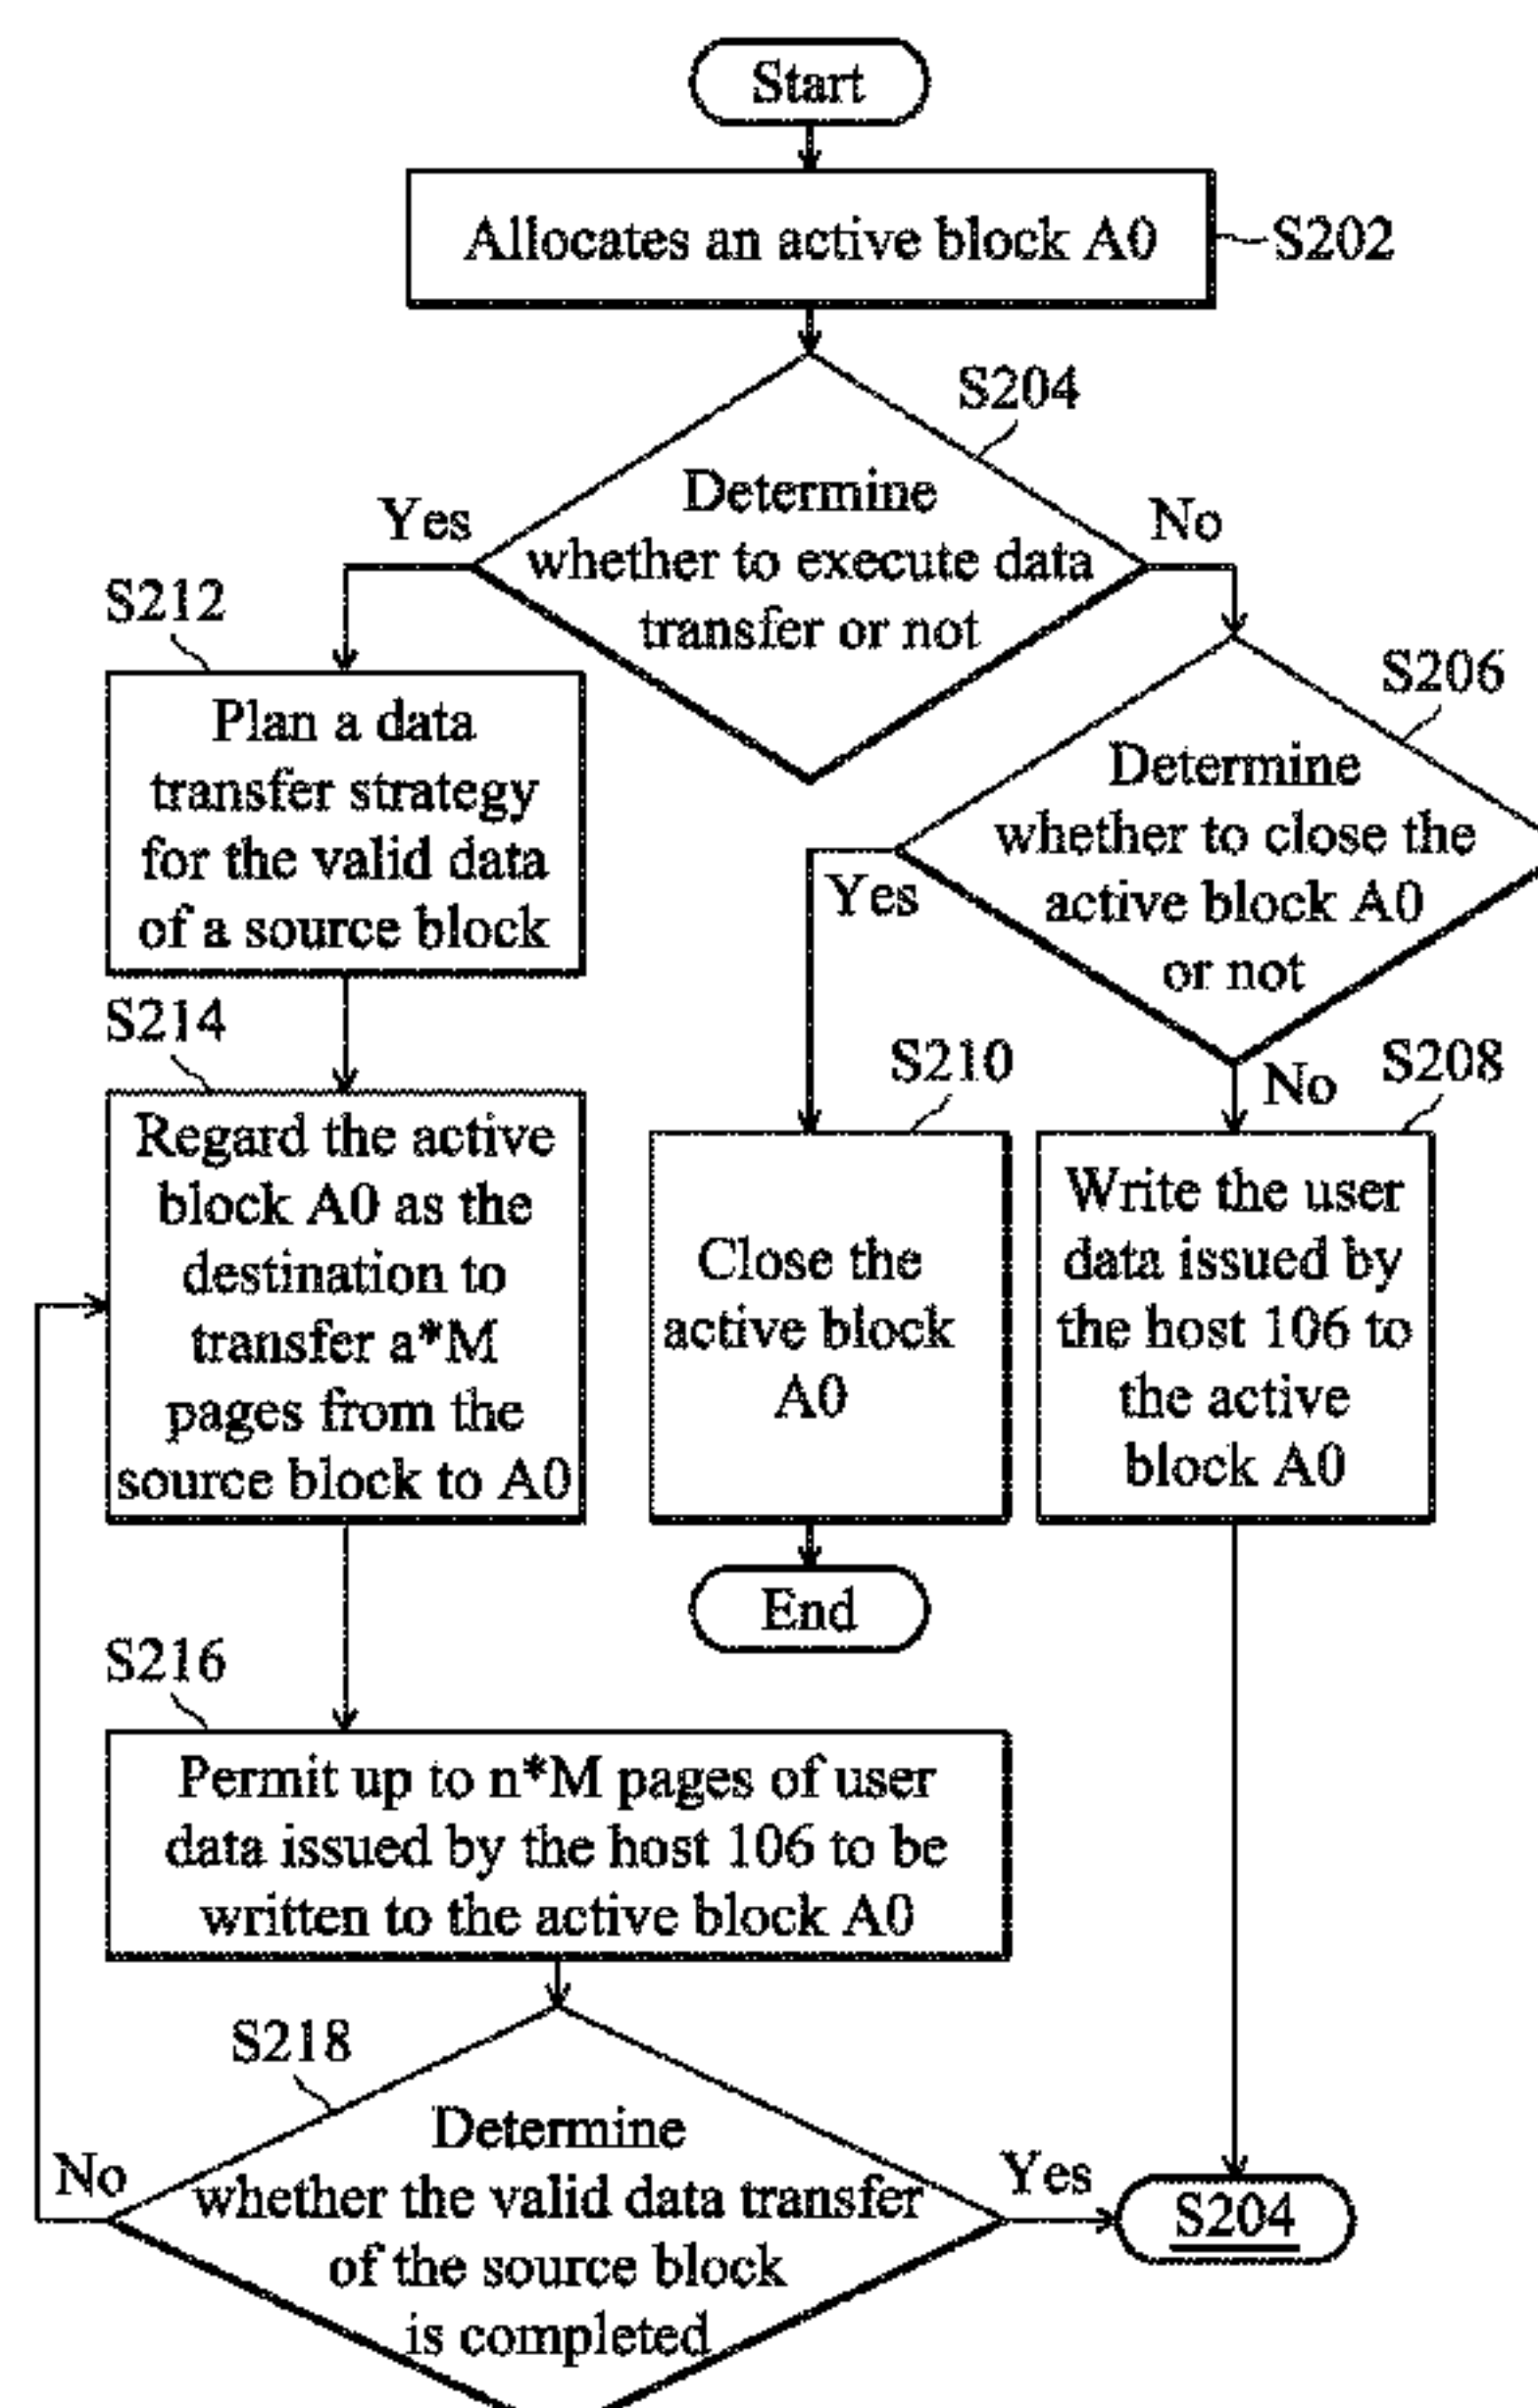 Start
Allocates an active block A0
S202
S204
Determine
whether to execute data
transfer or not
Yes
No
S212
Plan a data
transfer strategy
for the valid data
of a source block
S206
Determine
whether to close the
active block A0
or not
Yes
No
S214
Regard the active
block A0 as the
destination to
transfer a*M
pages from the
source block to A0
S210
Close the
active block
A0
S208
Write the user
data issued by
the host 106 to
the active
block A0
End
S216
Permit up to n*M pages of user
data issued by the host 106 to be
written to the active block A0
S218
Determine
whether the valid data transfer
of the source block
is completed
No
Yes
S204